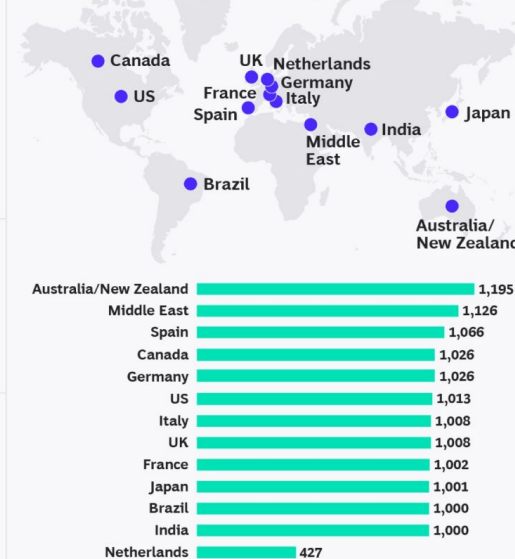 Canada
US
UK
Netherlands
Germany
France
Italy
Spain
Middle
East
India
Japan
Brazil
Australia/
New Zealand
Australia/New Zealand 1,195
Middle East 1,126
Spain 1,066
Canada 1,026
Germany 1,026
US 1,013
Italy 1,008
UK 1,008
France 1,002
Japan 1,001
Brazil 1,000
India 1,000
Netherlands 427